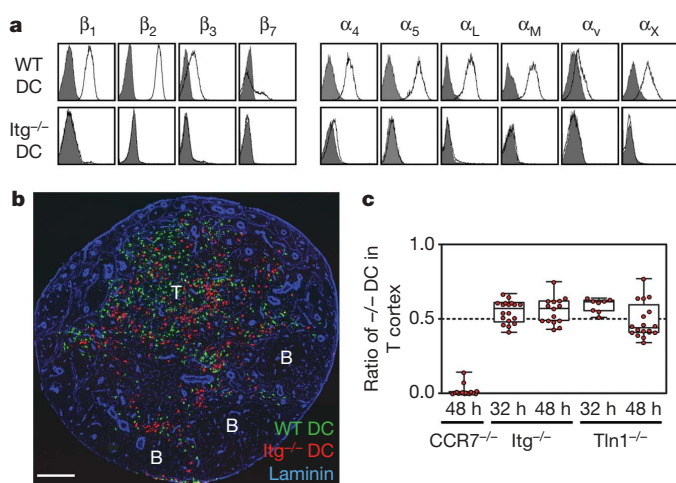 a
β1 β2 β3 β7 α4 α5 αL αM αv αX
WT
DC
Itg–/–
DC
b
T
B
B
B
WT DC
Itg–/– DC
Laminin
c
Ratio of –/– DC in
T cortex
1.0
0.5
0.0
48 h 32 h 48 h 32 h 48 h
CCR7–/– Itg–/– Tln1–/–